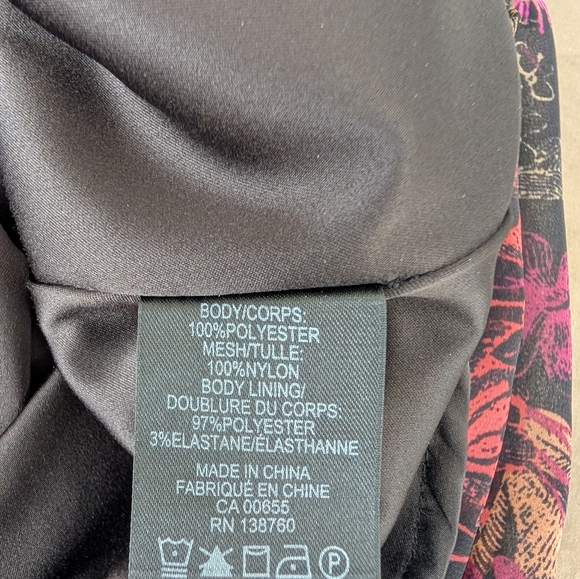 BODY/CORPS:
100%POLYESTER
MESH/TULLE:
100%NYLON
BODY LINING/
DOUBLURE DU CORPS:
97%POLYESTER
3%ELASTANE/ÉLASTHANNE
MADE IN CHINA
FABRIQUÉ EN CHINE
CA 00655
RN 138760
P